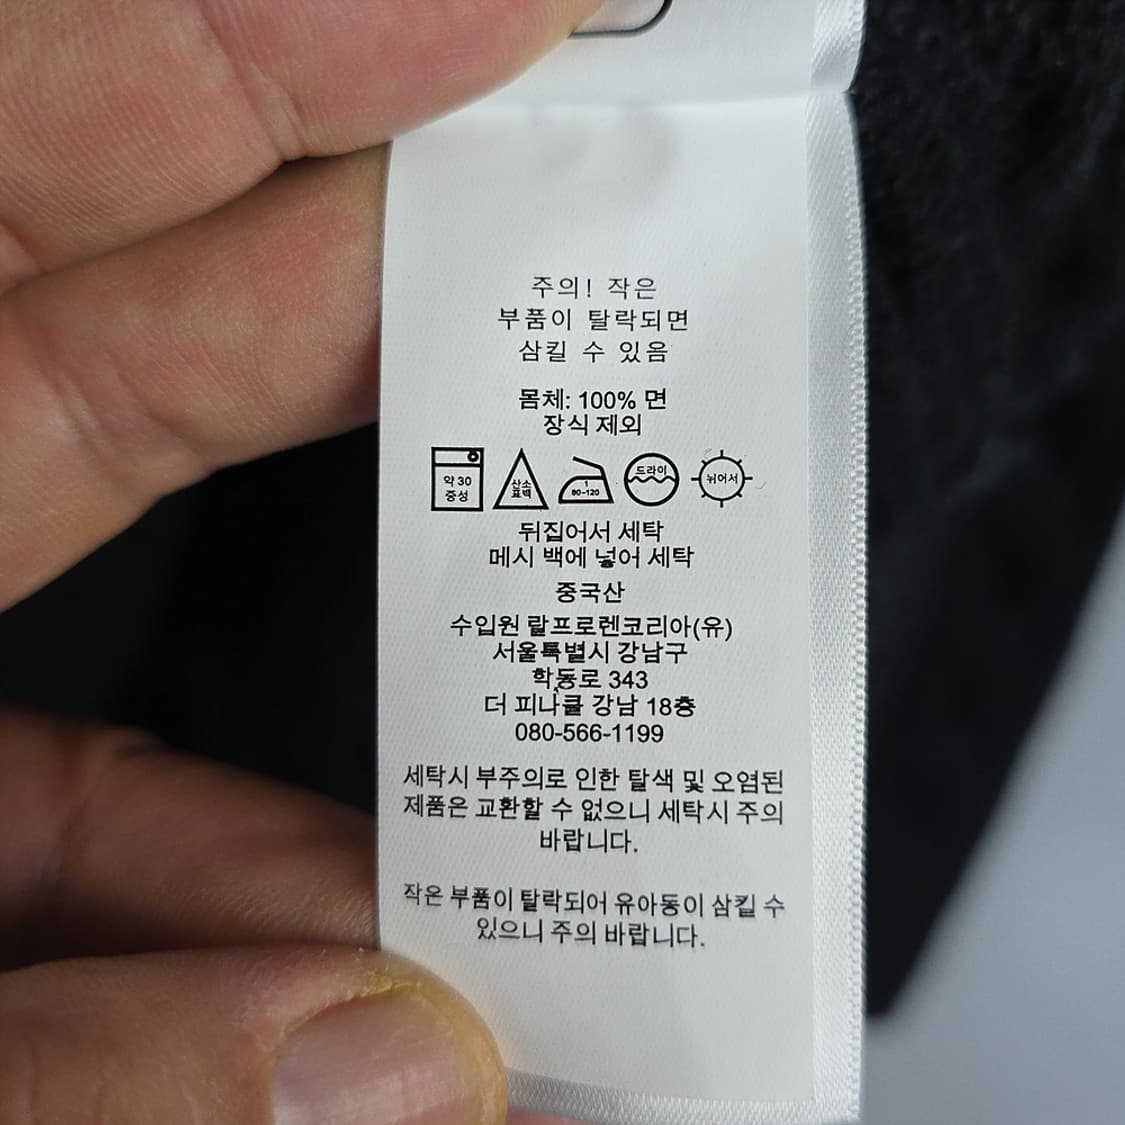 주의! 작은
부품이 탈락되면
삼킬 수 있음
몸체: 100% 면
장식 제외
약 30
중성
산소
표백
1
80-120
드라이
뉘어서
뒤집어서 세탁
메시 백에 넣어 세탁
중국산
수입원 랄프로렌코리아(유)
서울특별시 강남구
학동로 343
더 피나클 강남 18층
080-566-1199
세탁시 부주의로 인한 탈색 및 오염된
제품은 교환할 수 없으니 세탁시 주의
바랍니다.
작은 부품이 탈락되어 유아동이 삼킬 수
있으니 주의 바랍니다.